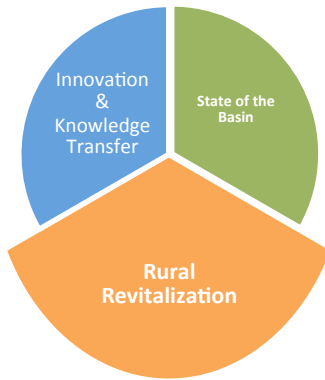 Innovation
&
Knowledge
Transfer
State of the
Basin
Rural
Revitalization